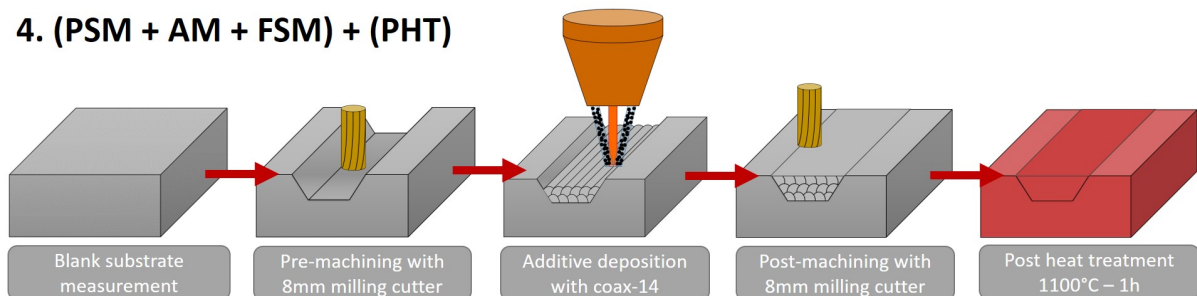 4. (PSM + AM + FSM) + (PHT)
Blank substrate
measurement
Pre-machining with
8mm milling cutter
Additive deposition
with coax-14
Post-machining with
8mm milling cutter
Post heat treatment
1100°C – 1h